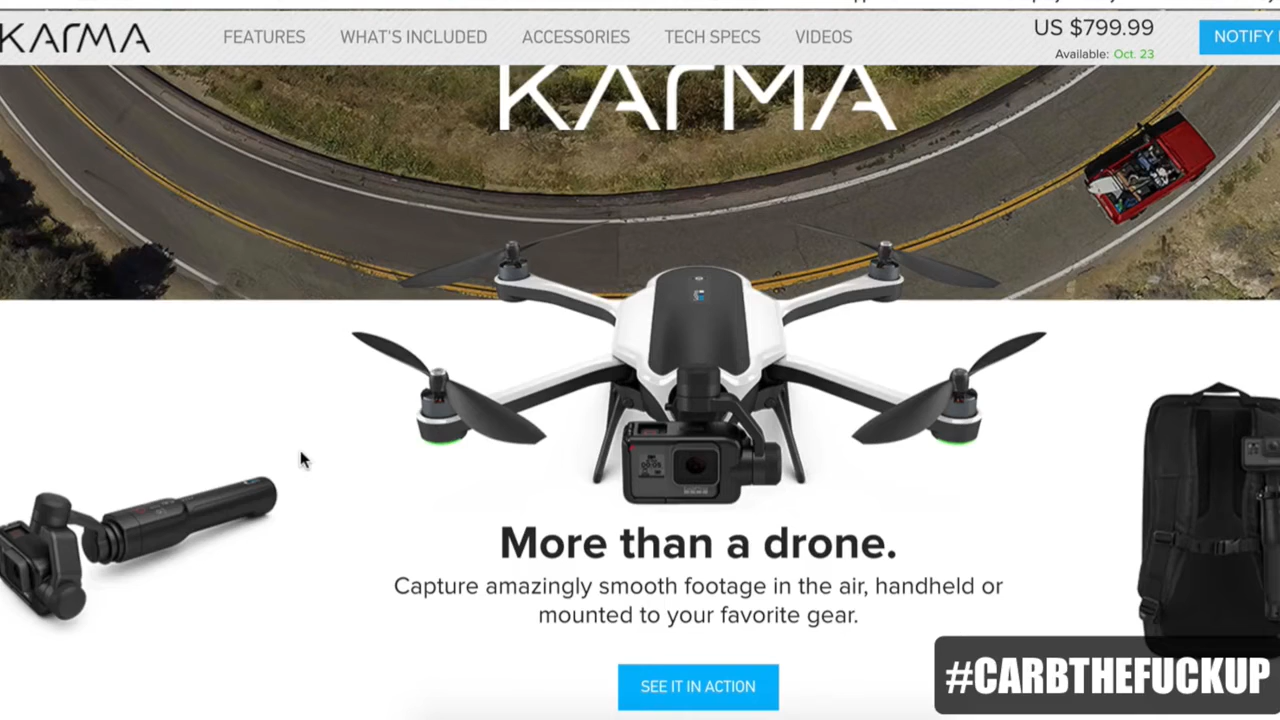 KARMA
FEATURES
WHAT'S INCLUDED
ACCESSORIES
TECH SPECS
VIDEOS
US $799.99
Available: Oct. 23
NOTIFY
KARMA
More than a drone.
Capture amazingly smooth footage in the air, handheld or
mounted to your favorite gear.
SEE IT IN ACTION
#CARBTHEFUCKUP